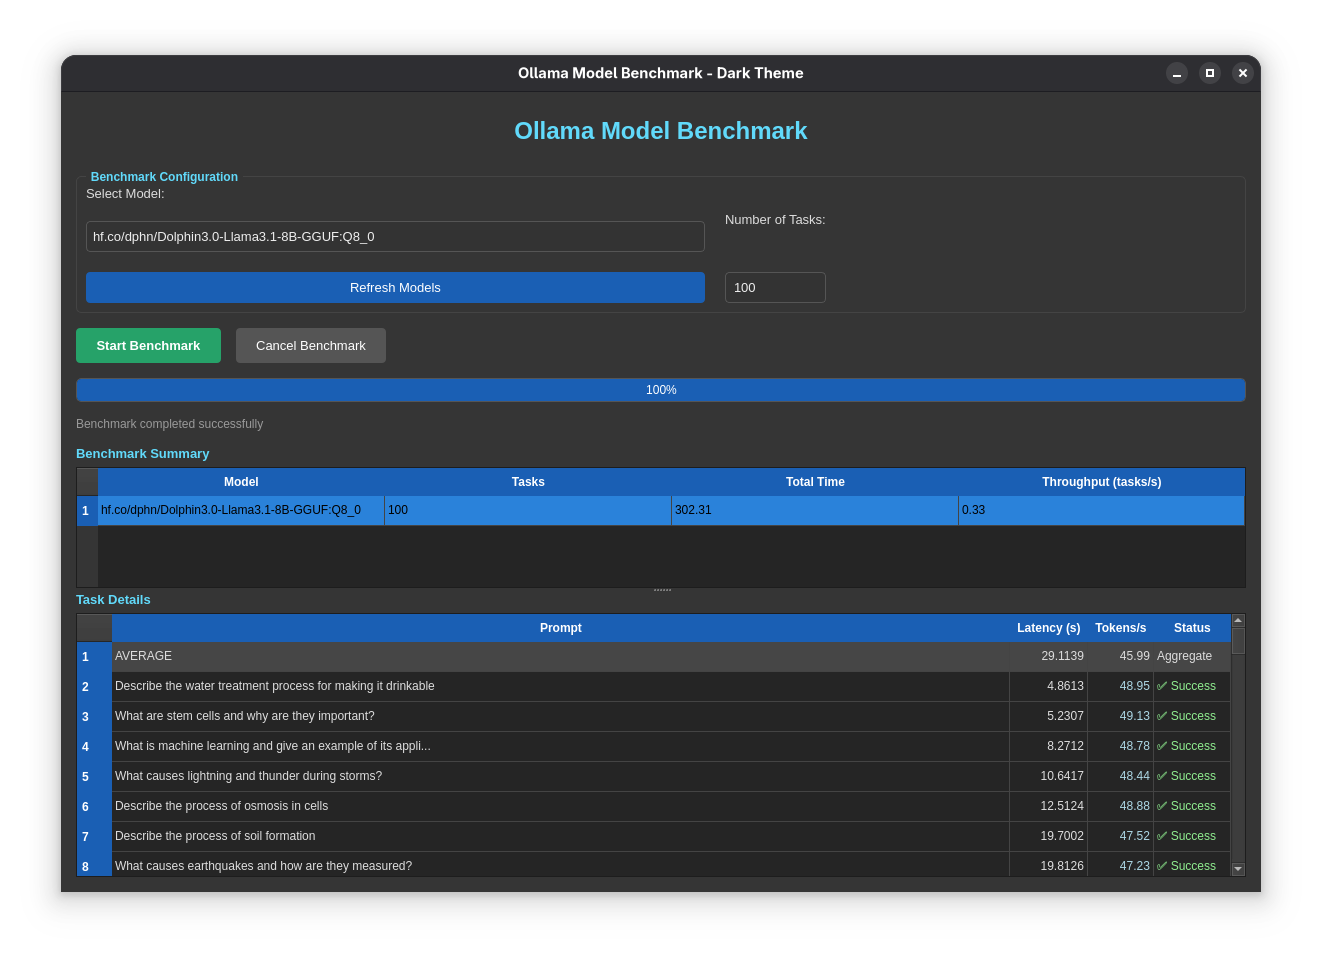 Ollama Model Benchmark - Dark Theme
Ollama Model Benchmark
Benchmark Configuration
Select Model:
Number of Tasks:
hf.co/dphn/Dolphin3.0-Llama3.1-8B-GGUF:Q8_0
Refresh Models 100
Start Benchmark Cancel Benchmark
100%
Benchmark completed successfully
Benchmark Summary
Model Tasks Total Time Throughput (tasks/s)
1 hf.co/dphn/Dolphin3.0-Llama3.1-8B-GGUF:Q8_0 100 302.31 0.33
Task Details
Prompt Latency (s) Tokens/s Status
1 AVERAGE 29.1139 45.99 Aggregate
2 Describe the water treatment process for making it drinkable 4.8613 48.95 ✅ Success
3 What are stem cells and why are they important? 5.2307 49.13 ✅ Success
4 What is machine learning and give an example of its appli... 8.2712 48.78 ✅ Success
5 What causes lightning and thunder during storms? 10.6417 48.44 ✅ Success
6 Describe the process of osmosis in cells 12.5124 48.88 ✅ Success
7 Describe the process of soil formation 19.7002 47.52 ✅ Success
8 What causes earthquakes and how are they measured? 19.8126 47.23 ✅ Success